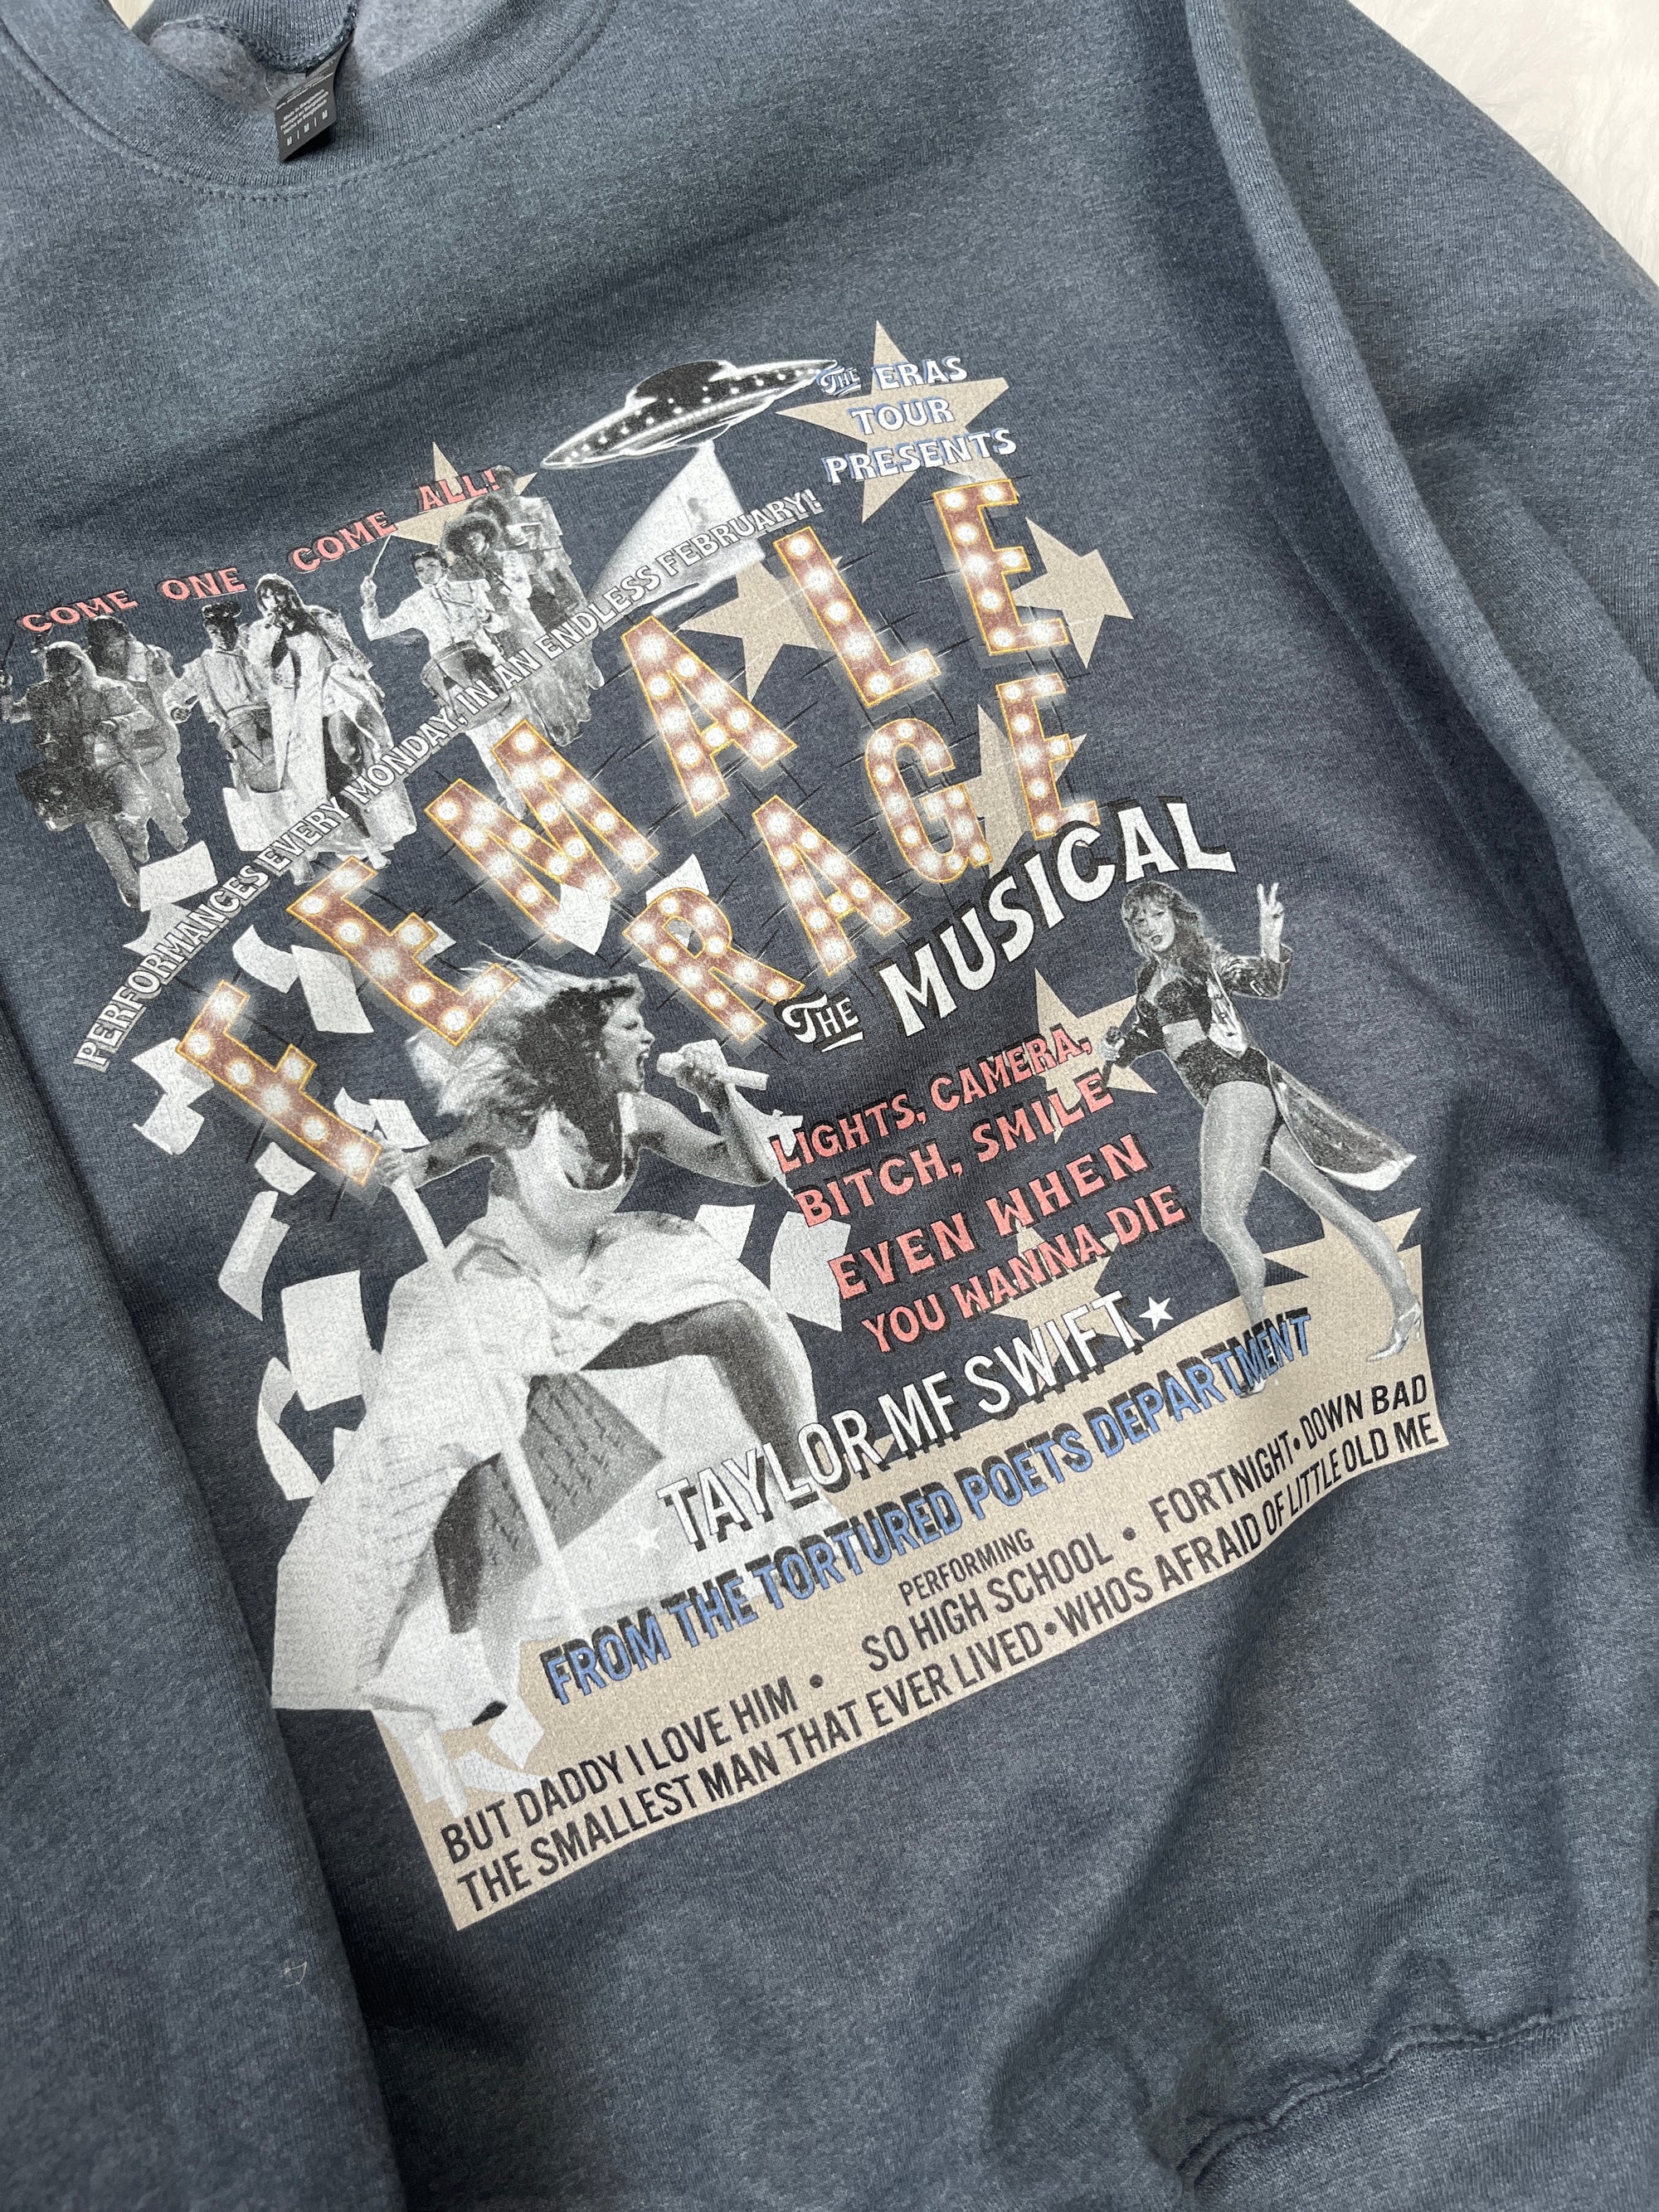 Made in Bangladesh
M | M | M
THE ERAS
TOUR
PRESENTS
COME ONE COME ALL!
PERFORMANCES EVERY MONDAY, IN AN ENDLESS FEBRUARY!
FEMALE
RAGE
THE MUSICAL
LIGHTS, CAMERA,
BITCH, SMILE
EVEN WHEN
YOU WANNA DIE
TAYLOR MF SWIFT
FROM THE TORTURED POETS DEPARTMENT
PERFORMING
BUT DADDY I LOVE HIM • SO HIGH SCHOOL • FORTNIGHT • DOWN BAD
THE SMALLEST MAN THAT EVER LIVED • WHOS AFRAID OF LITTLE OLD ME